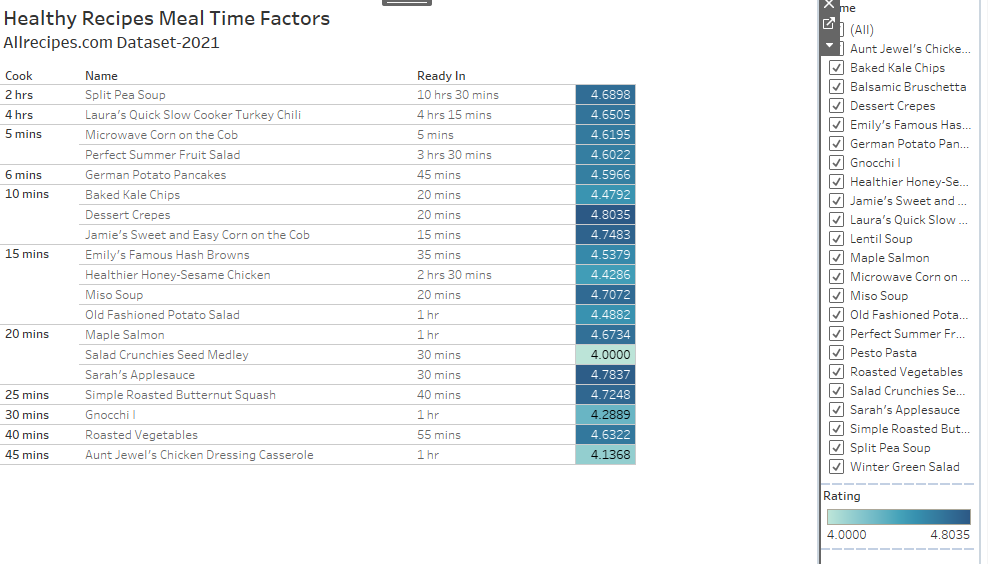 Healthy Recipes Meal Time Factors
Allrecipes.com Dataset-2021
Cook Name Ready In
2 hrs Split Pea Soup 10 hrs 30 mins 4.6898
4 hrs Laura's Quick Slow Cooker Turkey Chili 4 hrs 15 mins 4.6505
5 mins Microwave Corn on the Cob 5 mins 4.6195
Perfect Summer Fruit Salad 3 hrs 30 mins 4.6022
6 mins German Potato Pancakes 45 mins 4.5966
10 mins Baked Kale Chips 20 mins 4.4792
Dessert Crepes 20 mins 4.8035
Jamie's Sweet and Easy Corn on the Cob 15 mins 4.7483
15 mins Emily's Famous Hash Browns 35 mins 4.5379
Healthier Honey-Sesame Chicken 2 hrs 30 mins 4.4286
Miso Soup 20 mins 4.7072
Old Fashioned Potato Salad 1 hr 4.4882
20 mins Maple Salmon 1 hr 4.6734
Salad Crunchies Seed Medley 30 mins 4.0000
Sarah's Applesauce 30 mins 4.7837
25 mins Simple Roasted Butternut Squash 40 mins 4.7248
30 mins Gnocchi I 1 hr 4.2889
40 mins Roasted Vegetables 55 mins 4.6322
45 mins Aunt Jewel's Chicken Dressing Casserole 1 hr 4.1368
me
(All)
Aunt Jewel's Chicke...
Baked Kale Chips
Balsamic Bruschetta
Dessert Crepes
Emily's Famous Has...
German Potato Pan...
Gnocchi I
Healthier Honey-Se...
Jamie's Sweet and ...
Laura's Quick Slow ...
Lentil Soup
Maple Salmon
Microwave Corn on ...
Miso Soup
Old Fashioned Pota...
Perfect Summer Fr...
Pesto Pasta
Roasted Vegetables
Salad Crunchies Se...
Sarah's Applesauce
Simple Roasted But...
Split Pea Soup
Winter Green Salad
Rating
4.0000 4.8035